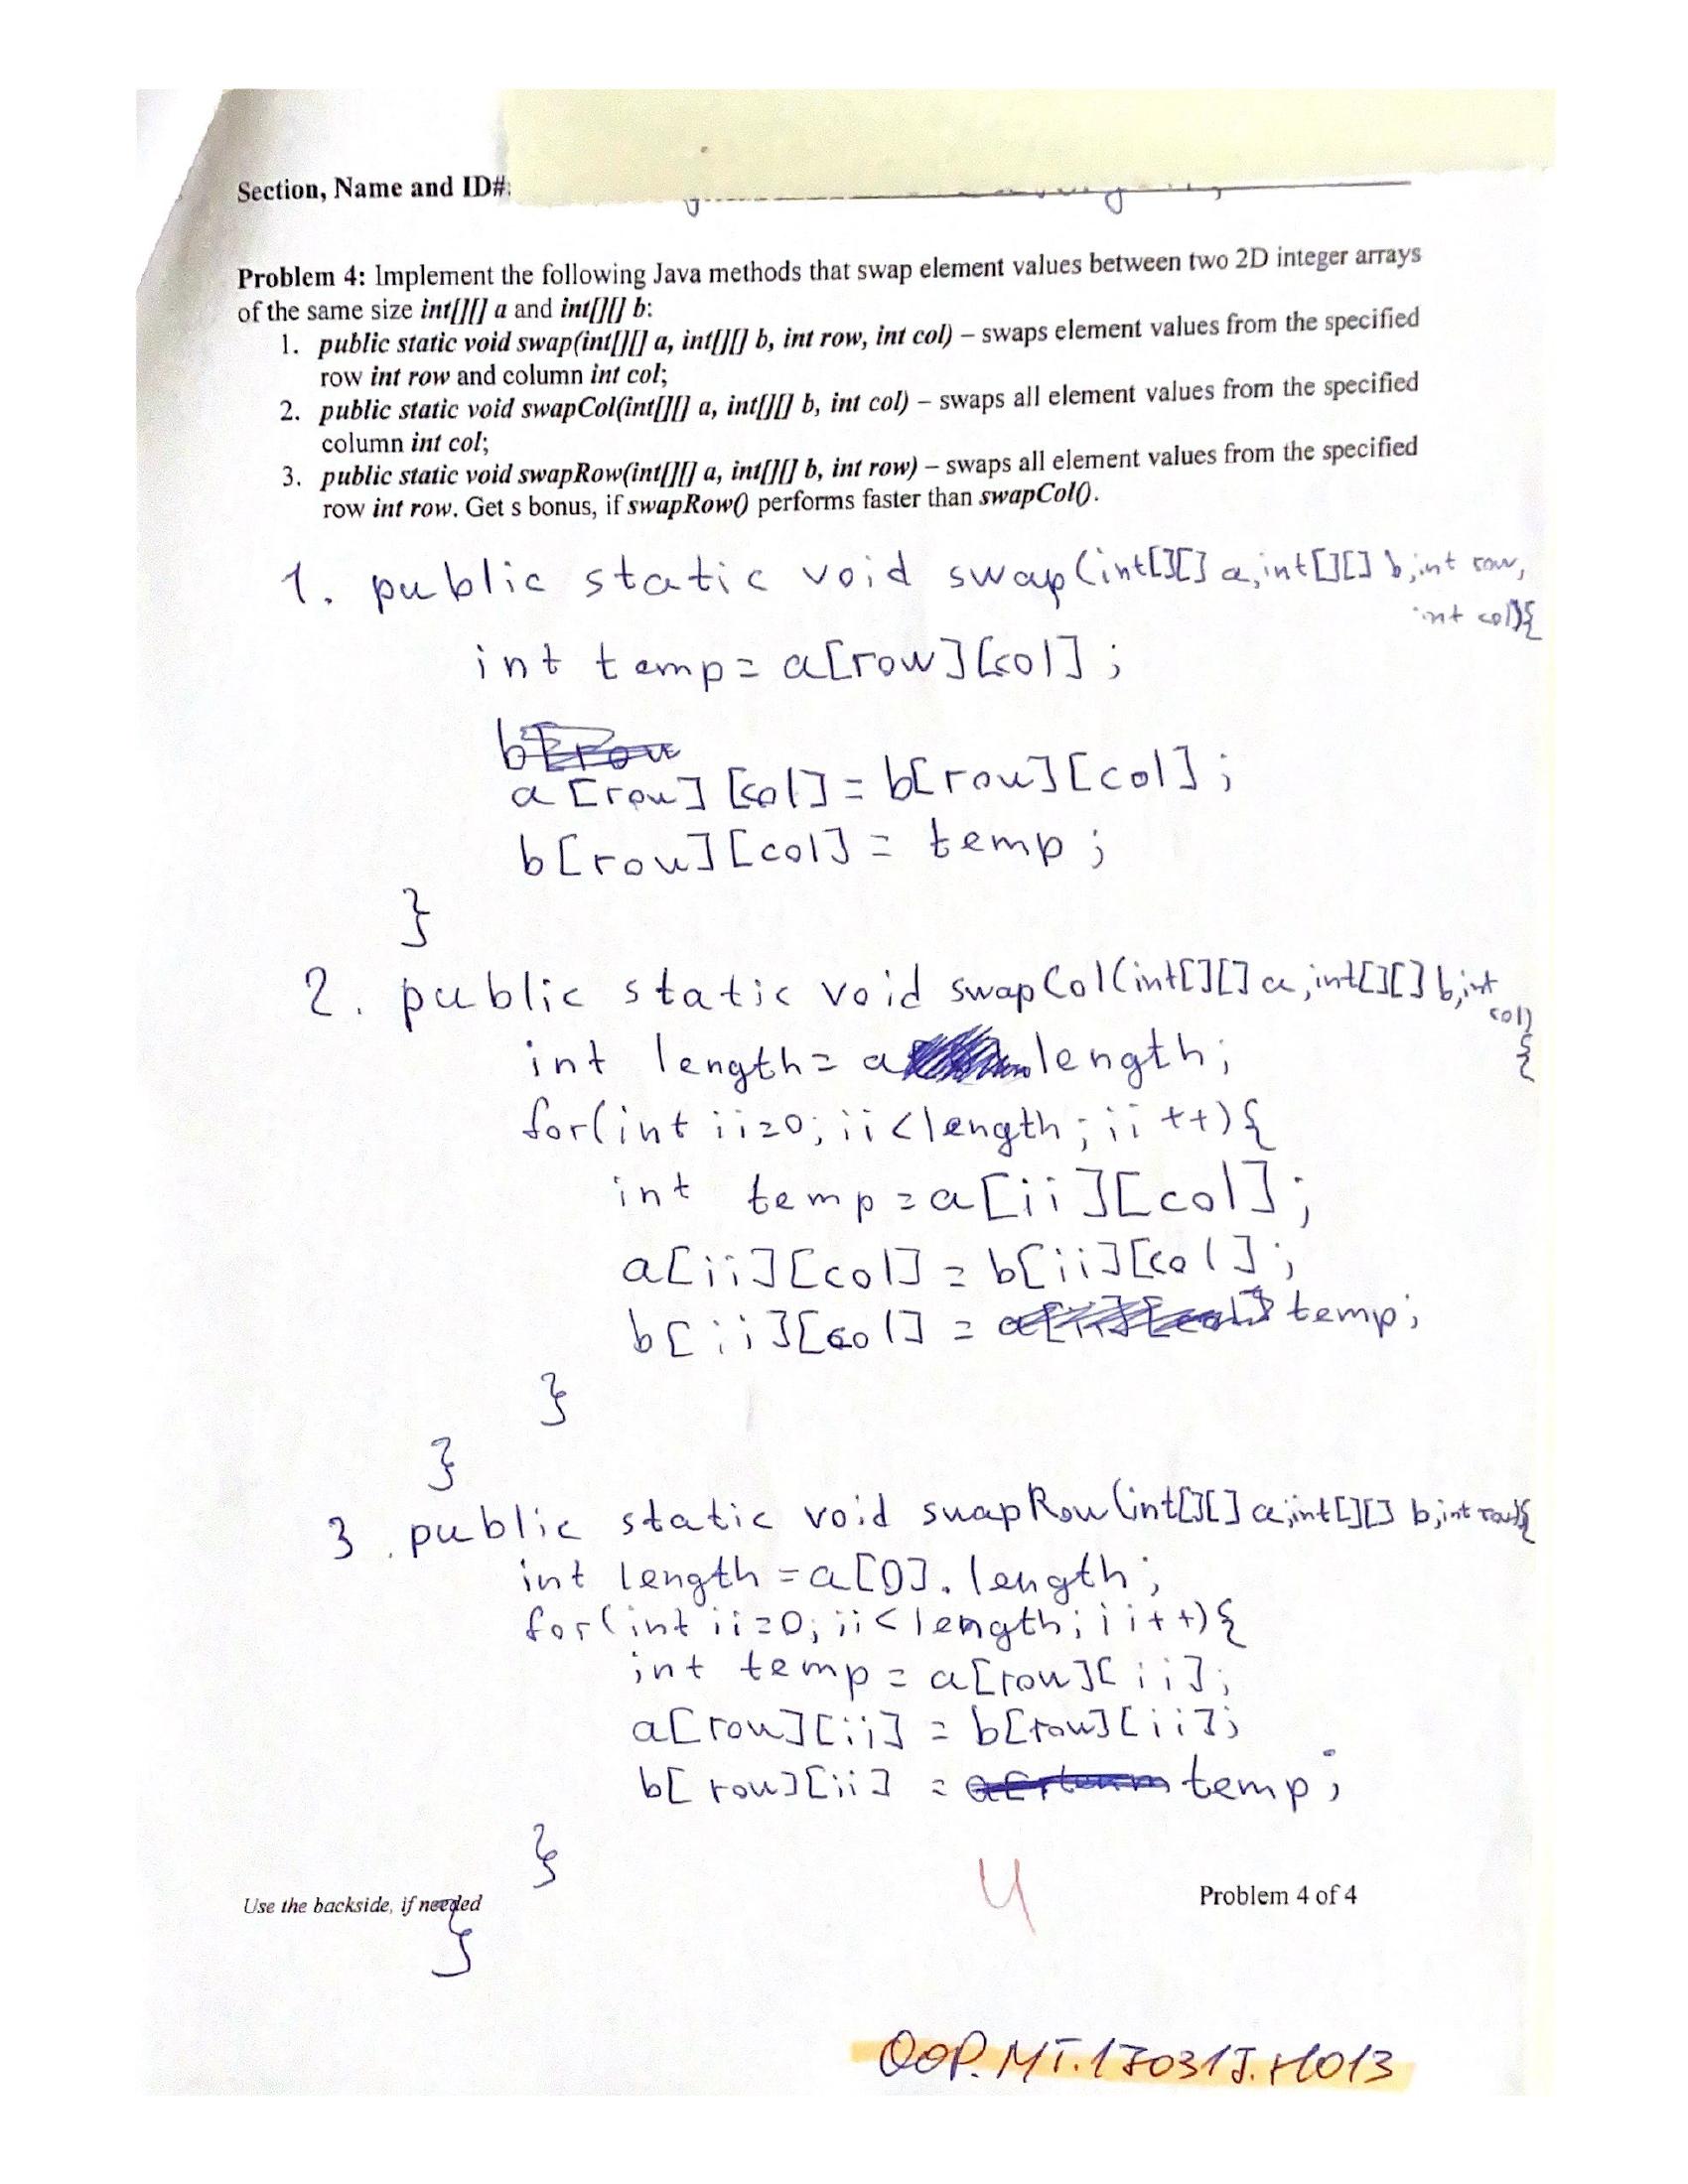 Section, Name and ID#:
Problem 4: Implement the following Java methods that swap element values between two 2D integer arrays
of the same size int[][] a and int[][] b:
1. public static void swap(int[][] a, int[][] b, int row, int col) – swaps element values from the specified
row int row and column int col;
2. public static void swapCol(int[][] a, int[][] b, int col) – swaps all element values from the specified
column int col;
3. public static void swapRow(int[][] a, int[][] b, int row) – swaps all element values from the specified
row int row. Get s bonus, if swapRow() performs faster than swapCol().
1. public static void swap(int[][] a, int[][] b, int row,
int col){
int temp = a[row][col];
b[row
a[row][col] = b[row][col];
b[row][col] = temp;
}
2. public static void swapCol(int[][] a, int[][] b, int
col)
{
int length = a length;
for(int ii=0; ii<length; ii++){
int temp = a[ii][col];
a[ii][col] = b[ii][col];
b[ii][col] = a[ii][col] temp;
}
}
3. public static void swapRow(int[][] a, int[][] b, int row){
int length = a[0].length;
for(int ii=0; ii<length; ii++){
int temp = a[row][ii];
a[row][ii] = b[row][ii];
b[row][ii] = temp;
}
Use the backside, if needed
4
Problem 4 of 4
}
OOP.MT.170317.H013